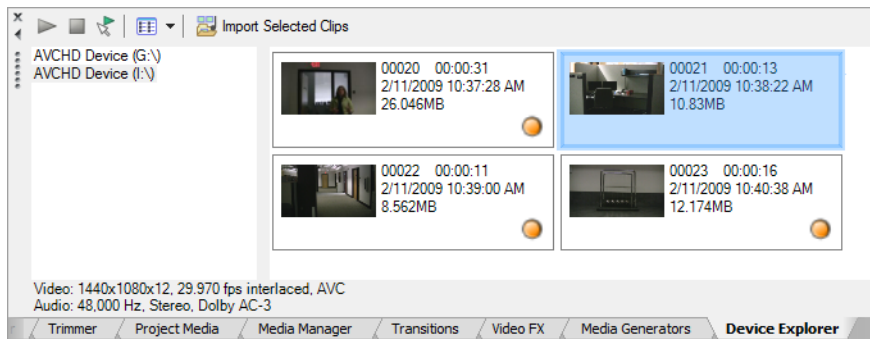 Import Selected Clips
AVCHD Device (G:\)
AVCHD Device (I:\)
00020 00:00:31
2/11/2009 10:37:28 AM
26.046MB
00021 00:00:13
2/11/2009 10:38:22 AM
10.83MB
00022 00:00:11
2/11/2009 10:39:00 AM
8.562MB
00023 00:00:16
2/11/2009 10:40:38 AM
12.174MB
Video: 1440x1080x12, 29.970 fps interlaced, AVC
Audio: 48,000 Hz, Stereo, Dolby AC-3
Trimmer Project Media Media Manager Transitions Video FX Media Generators Device Explorer